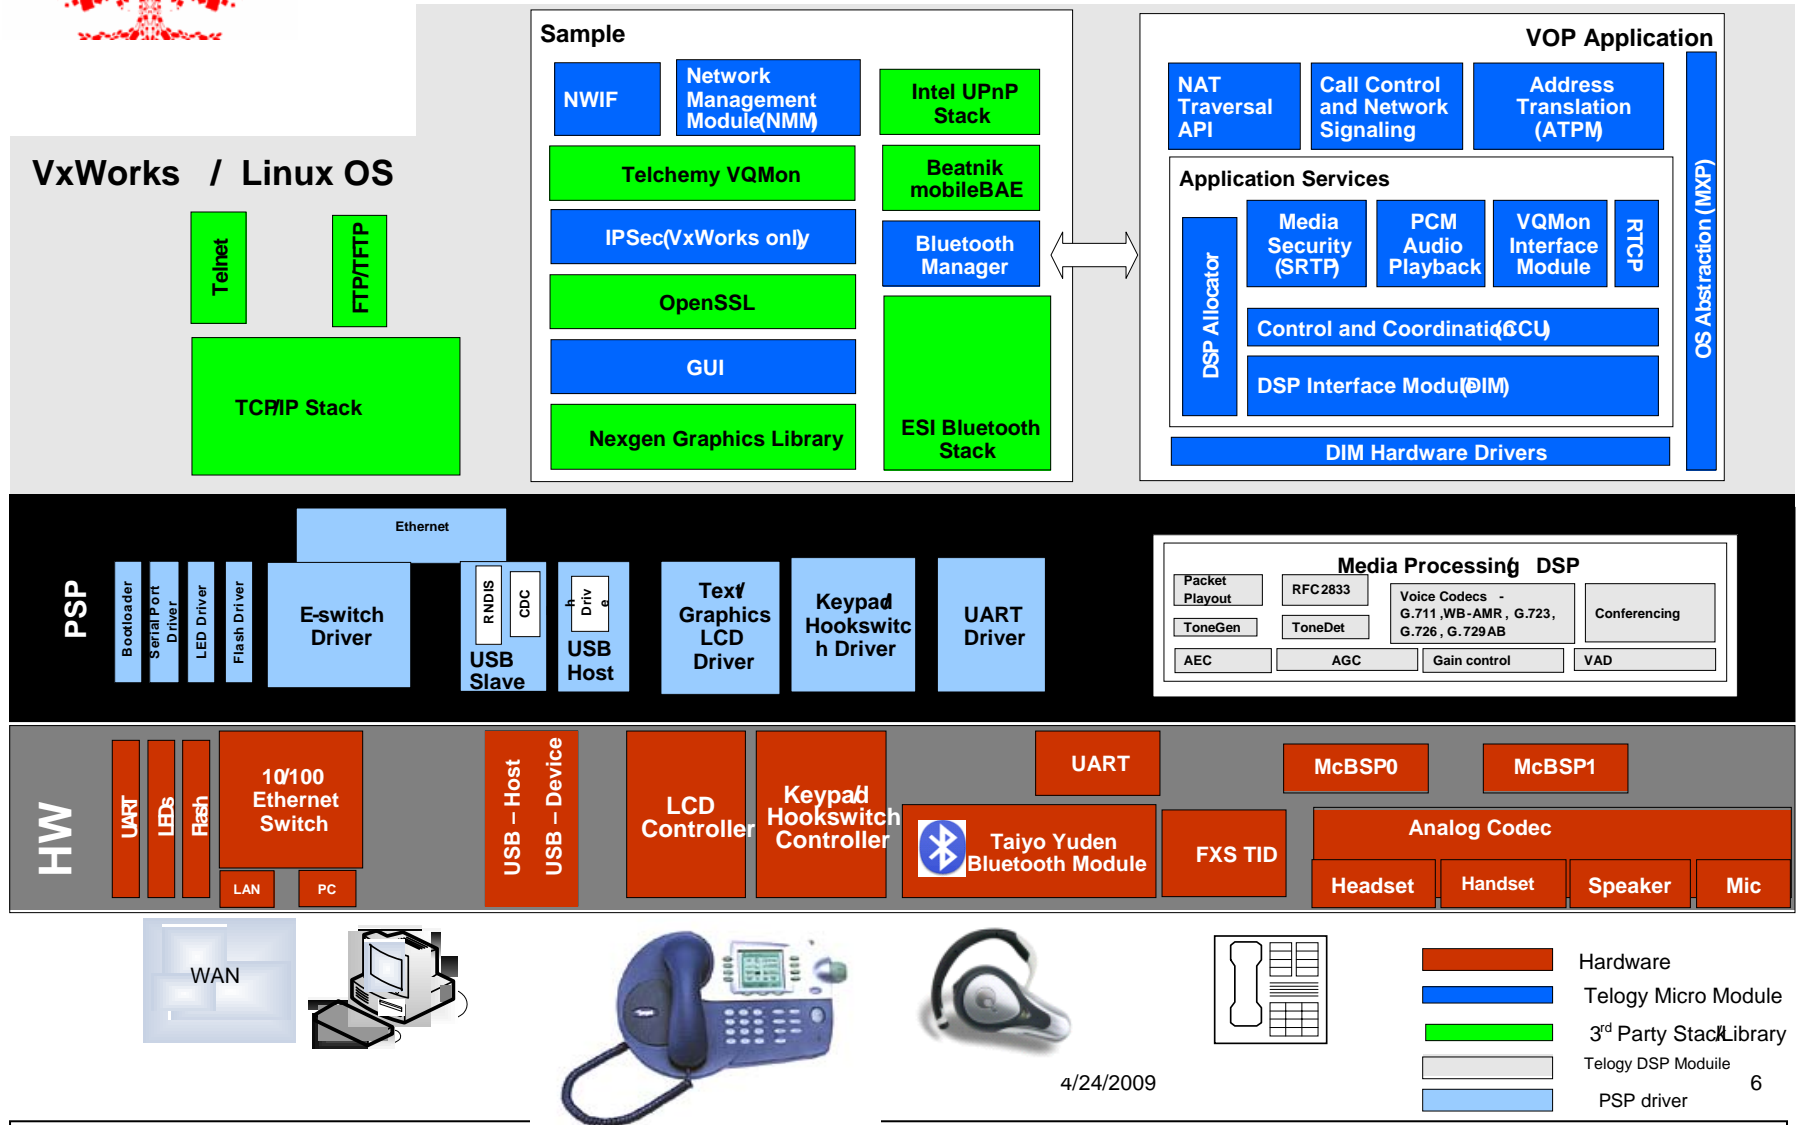 Sample
VOP Application
NWIF
Network
Management
Module(NMM)
Intel UPnP
Stack
NAT
Traversal
API
Call Control
and Network
Signaling
Address
Translation
(ATPM)
OS Abstraction (MXP)
VxWorks / Linux OS
Telchemy VQMon
Beatnik
mobileBAE
Application Services
Telnet
FTP/TFTP
IPSec(VxWorks only)
Bluetooth
Manager
DSP Allocator
Media
Security
(SRTP)
PCM
Audio
Playback
VQMon
Interface
Module
RTCP
OpenSSL
Control and Coordination(CCU)
GUI
DSP Interface Module(DIM)
TCP/IP Stack
Nexgen Graphics Library
ESI Bluetooth
Stack
DIM Hardware Drivers
PSP
Bootloader
Serial Port
Driver
LED Driver
Flash Driver
Ethernet
E-switch
Driver
RNDIS
CDC
USB
Slave
Driv
e
h
USB
Host
Text/
Graphics
LCD
Driver
Keypad/
Hookswitc
h Driver
UART
Driver
Media Processing, DSP
Packet
Playout
RFC2833
Voice Codecs -
G.711 ,WB-AMR , G.723,
G.726 , G.729AB
Conferencing
ToneGen
ToneDet
AEC
AGC
Gain control
VAD
HW
UART
LEDs
Flash
10/100
Ethernet
Switch
LAN
PC
USB – Host
USB – Device
LCD
Controller
Keypad/
Hookswitch
Controller
UART
Taiyo Yuden
Bluetooth Module
FXS TID
McBSP0
McBSP1
Analog Codec
Headset
Handset
Speaker
Mic
WAN
Hardware
Telogy Micro Module
3rd Party Stack/Library
Telogy DSP Moduile
PSP driver
4/24/2009
6